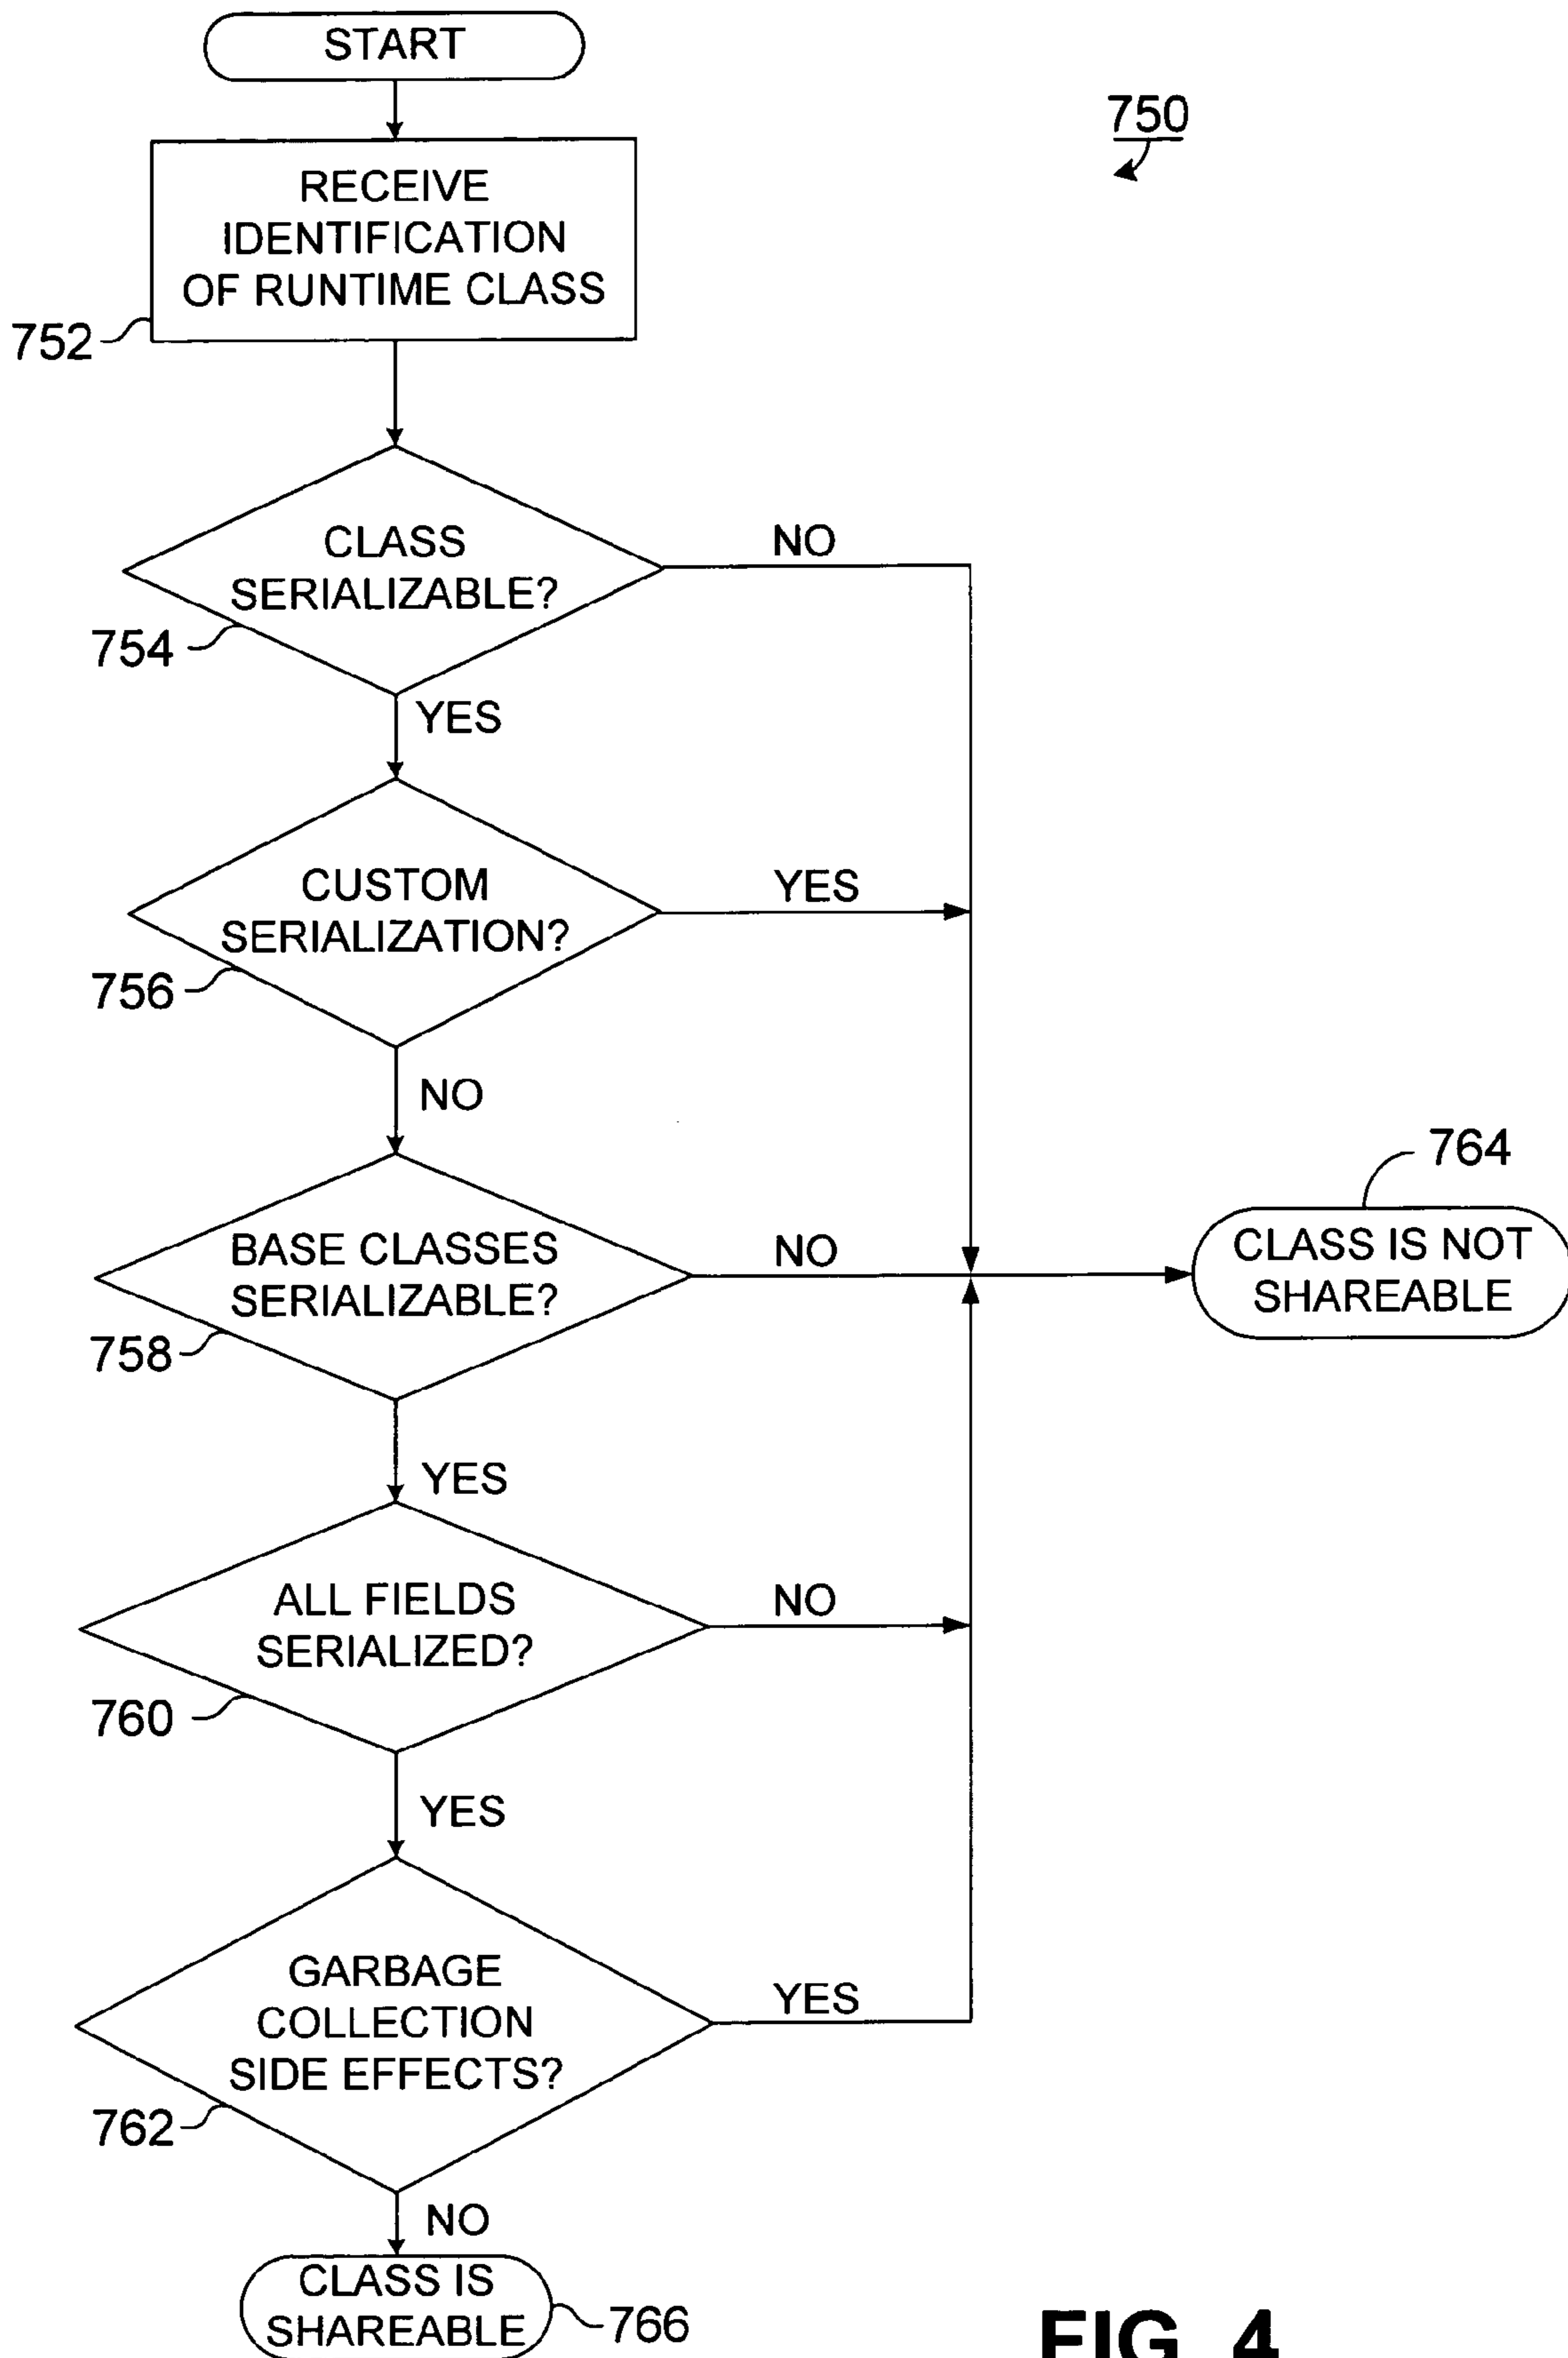 START
750
RECEIVE
IDENTIFICATION
OF RUNTIME CLASS
752
CLASS
SERIALIZABLE?
NO
754
YES
CUSTOM
SERIALIZATION?
YES
756
NO
764
BASE CLASSES
SERIALIZABLE?
NO
CLASS IS NOT
SHAREABLE
758
YES
ALL FIELDS
SERIALIZED?
NO
760
YES
GARBAGE
COLLECTION
SIDE EFFECTS?
YES
762
NO
CLASS IS
SHAREABLE
766
FIG. 4